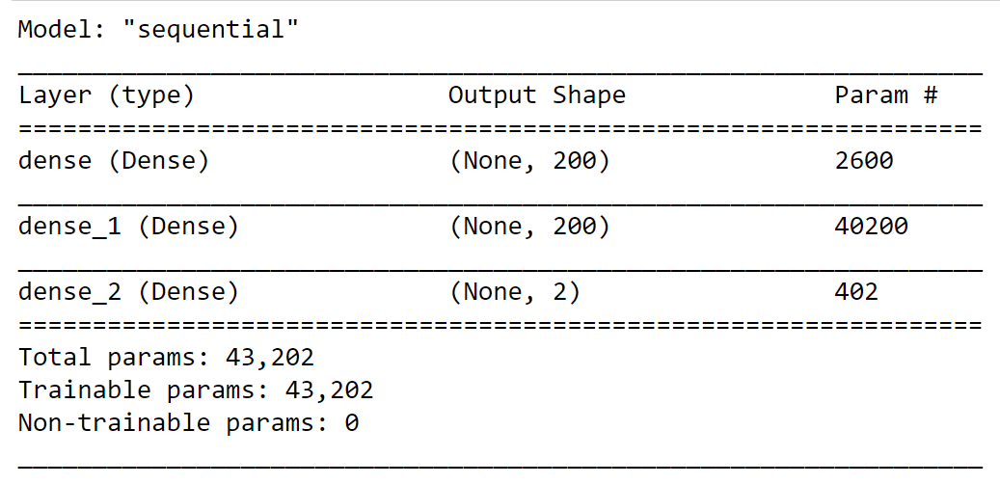 Model: "sequential"
_________________________________________________________________
Layer (type)                 Output Shape              Param #
=================================================================
dense (Dense)                (None, 200)               2600
_________________________________________________________________
dense_1 (Dense)              (None, 200)               40200
_________________________________________________________________
dense_2 (Dense)              (None, 2)                 402
=================================================================
Total params: 43,202
Trainable params: 43,202
Non-trainable params: 0
_________________________________________________________________